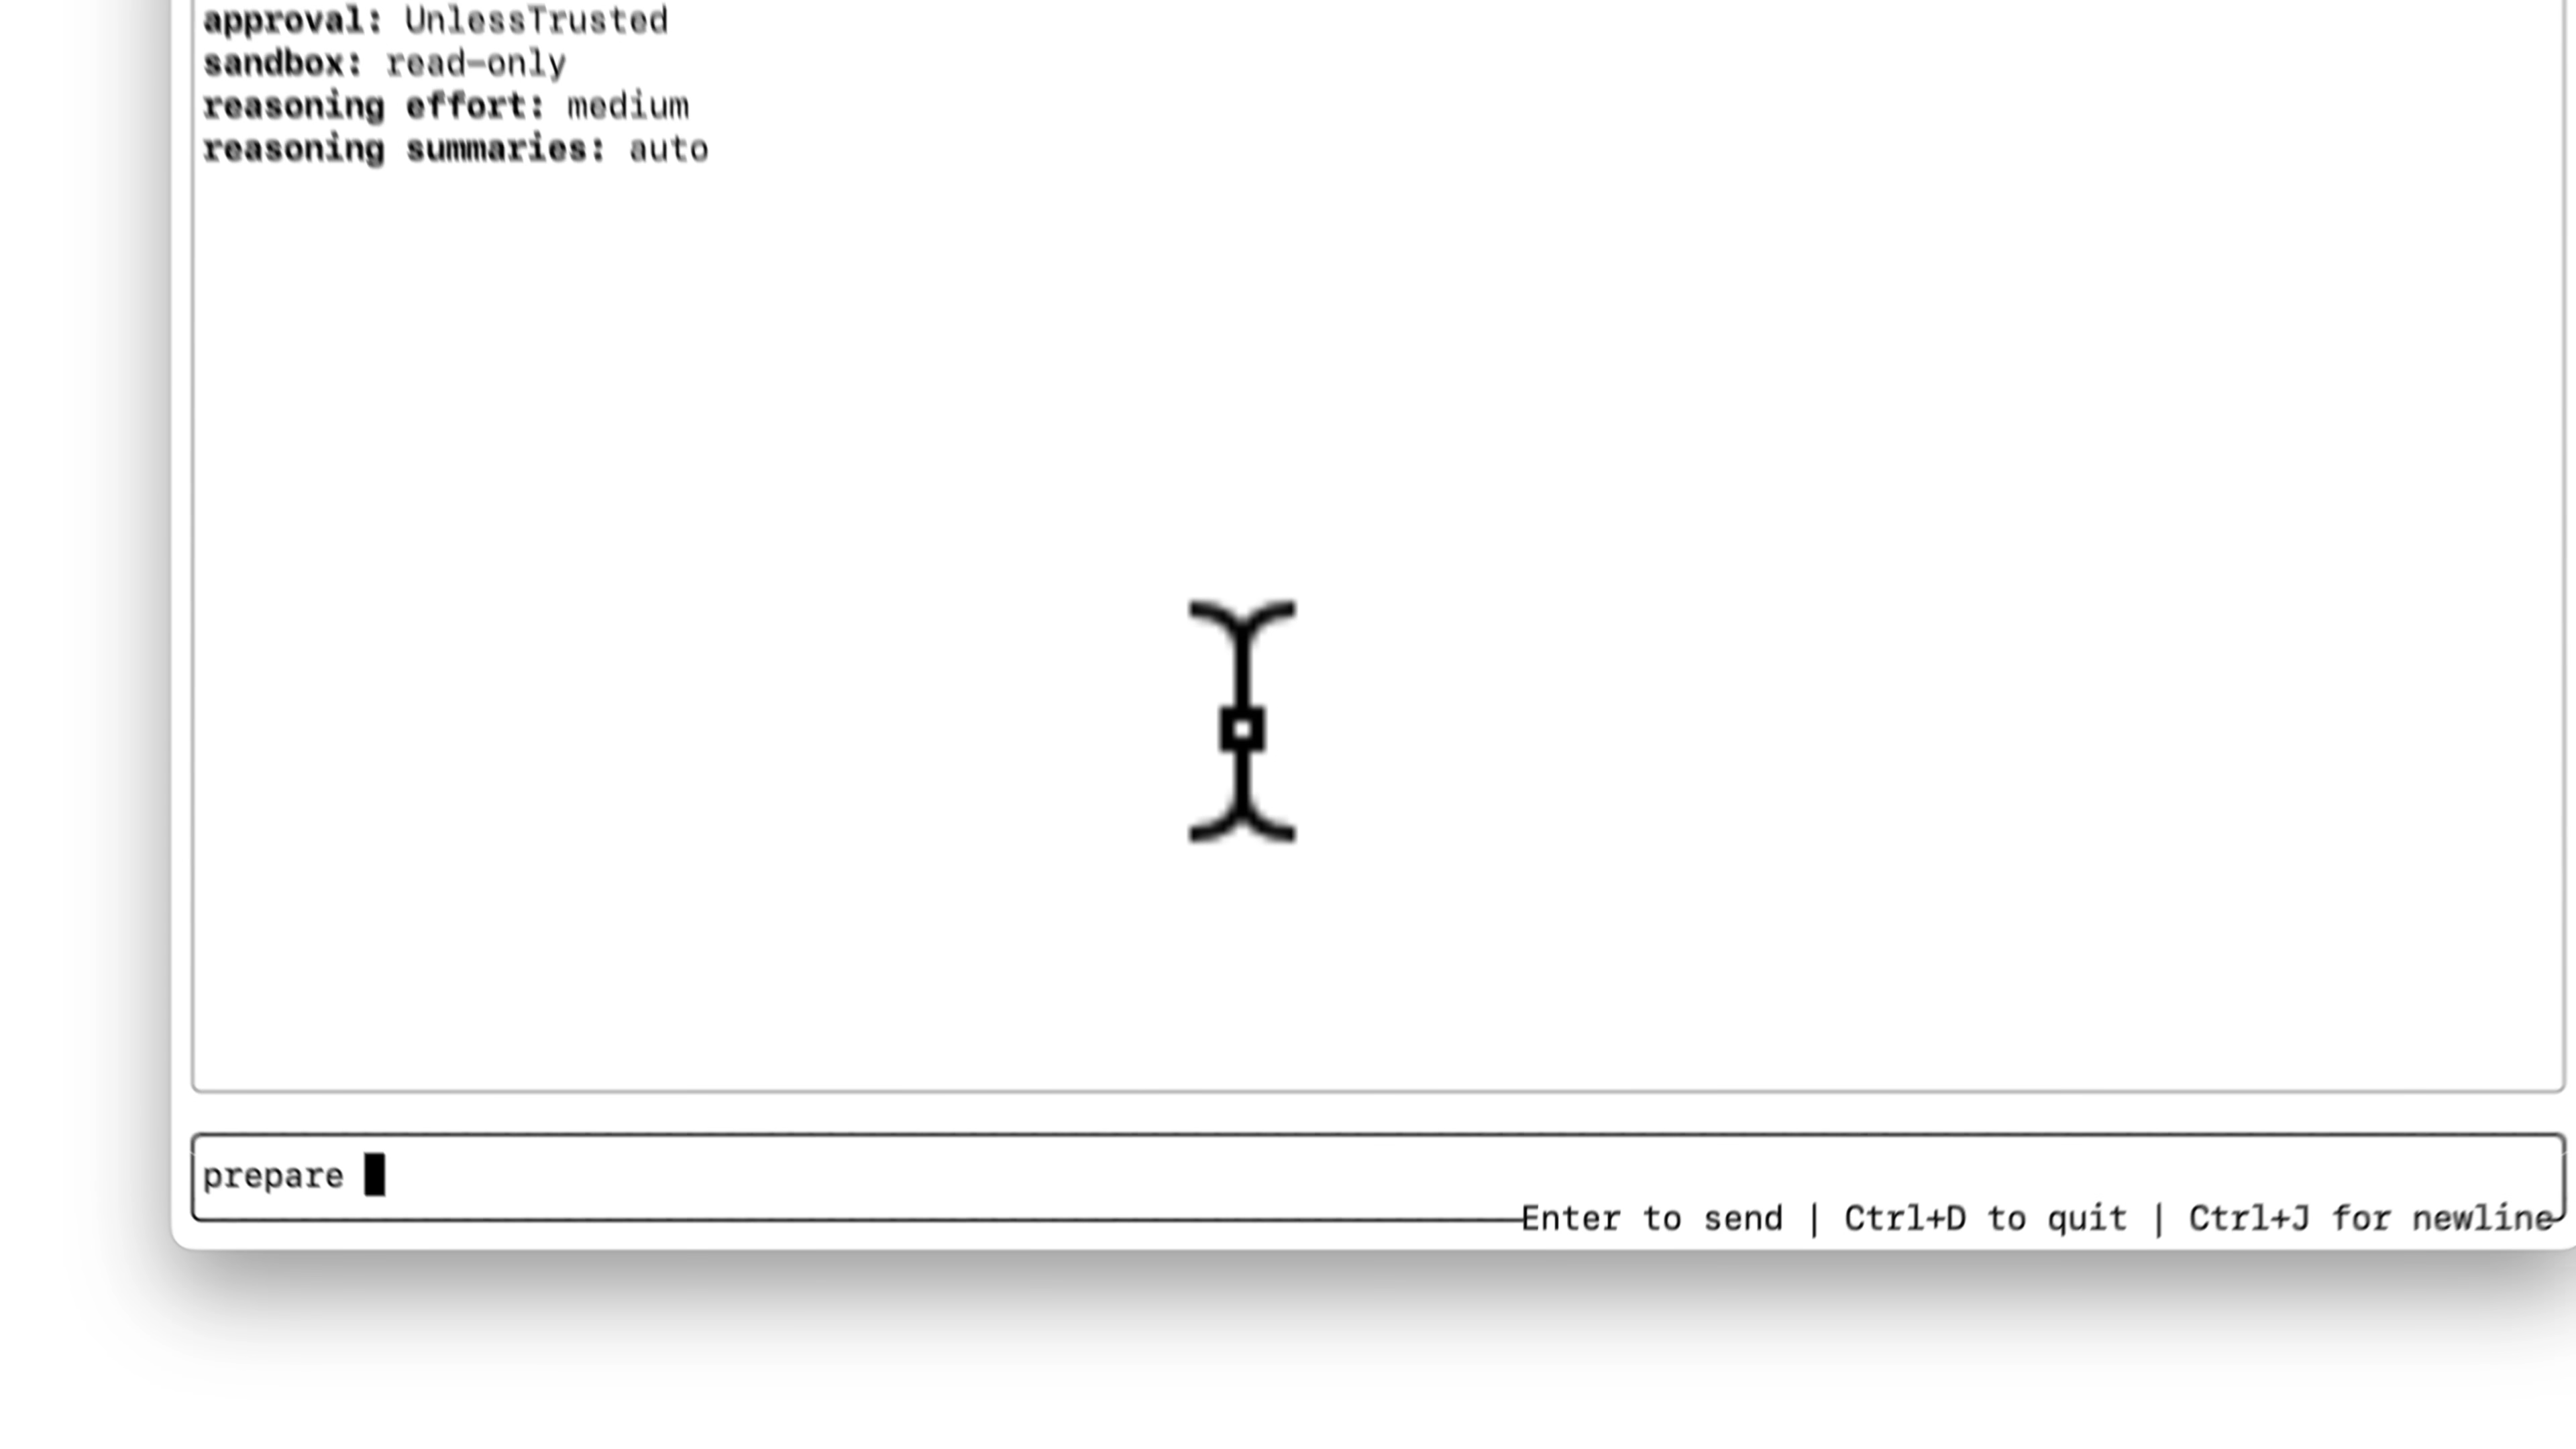 approval: UnlessTrusted
sandbox: read-only
reasoning effort: medium
reasoning summaries: auto
prepare
Enter to send | Ctrl+D to quit | Ctrl+J for newline